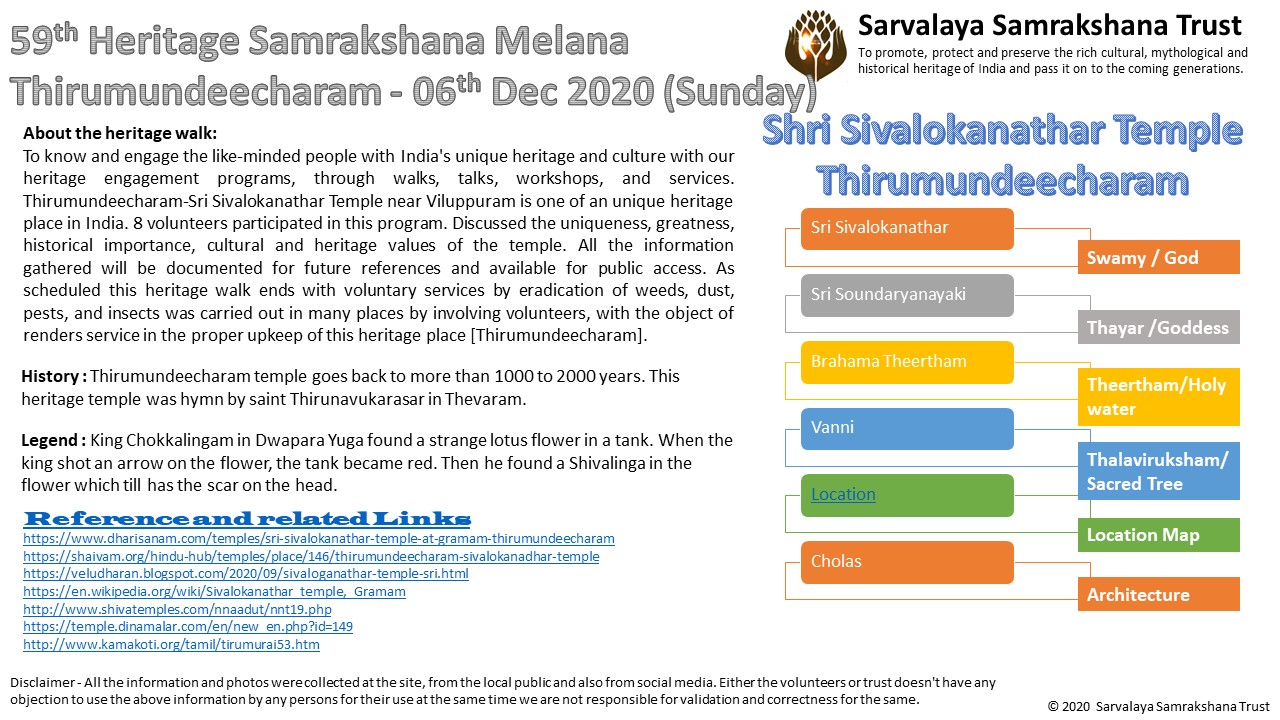 59th Heritage Samrakshana Melana
Thirumundeecharam - 06th Dec 2020 (Sunday)
Sarvalaya Samrakshana Trust
To promote, protect and preserve the rich cultural, mythological and
historical heritage of India and pass it on to the coming generations.
About the heritage walk:
To know and engage the like-minded people with India's unique heritage and culture with our
heritage engagement programs, through walks, talks, workshops, and services.
Thirumundeecharam-Sri Sivalokanathar Temple near Viluppuram is one of an unique heritage
place in India. 8 volunteers participated in this program. Discussed the uniqueness, greatness,
historical importance, cultural and heritage values of the temple. All the information
gathered will be documented for future references and available for public access. As
scheduled this heritage walk ends with voluntary services by eradication of weeds, dust,
pests, and insects was carried out in many places by involving volunteers, with the object of
renders service in the proper upkeep of this heritage place [Thirumundeecharam].
History : Thirumundeecharam temple goes back to more than 1000 to 2000 years. This
heritage temple was hymn by saint Thirunavukarasar in Thevaram.
Legend : King Chokkalingam in Dwapara Yuga found a strange lotus flower in a tank. When the
king shot an arrow on the flower, the tank became red. Then he found a Shivalinga in the
flower which till has the scar on the head.
Reference and related Links
https://www.dharisanam.com/temples/sri-sivalokanathar-temple-at-gramam-thirumundeecharam
https://shaivam.org/hindu-hub/temples/place/146/thirumundeecharam-sivalokanadhar-temple
https://veludharan.blogspot.com/2020/09/sivaloganathar-temple-sri.html
https://en.wikipedia.org/wiki/Sivalokanathar_temple,_Gramam
http://www.shivatemples.com/nnaadut/nnt19.php
https://temple.dinamalar.com/en/new_en.php?id=149
http://www.kamakoti.org/tamil/tirumurai53.htm
Shri Sivalokanathar Temple
Thirumundeecharam
Sri Sivalokanathar
Swamy / God
Sri Soundaryanayaki
Thayar /Goddess
Brahama Theertham
Theertham/Holy
water
Vanni
Thalaviruksham/
Sacred Tree
Location
Location Map
Cholas
Architecture
Disclaimer - All the information and photos were collected at the site, from the local public and also from social media. Either the volunteers or trust doesn't have any
objection to use the above information by any persons for their use at the same time we are not responsible for validation and correctness for the same.
© 2020 Sarvalaya Samrakshana Trust